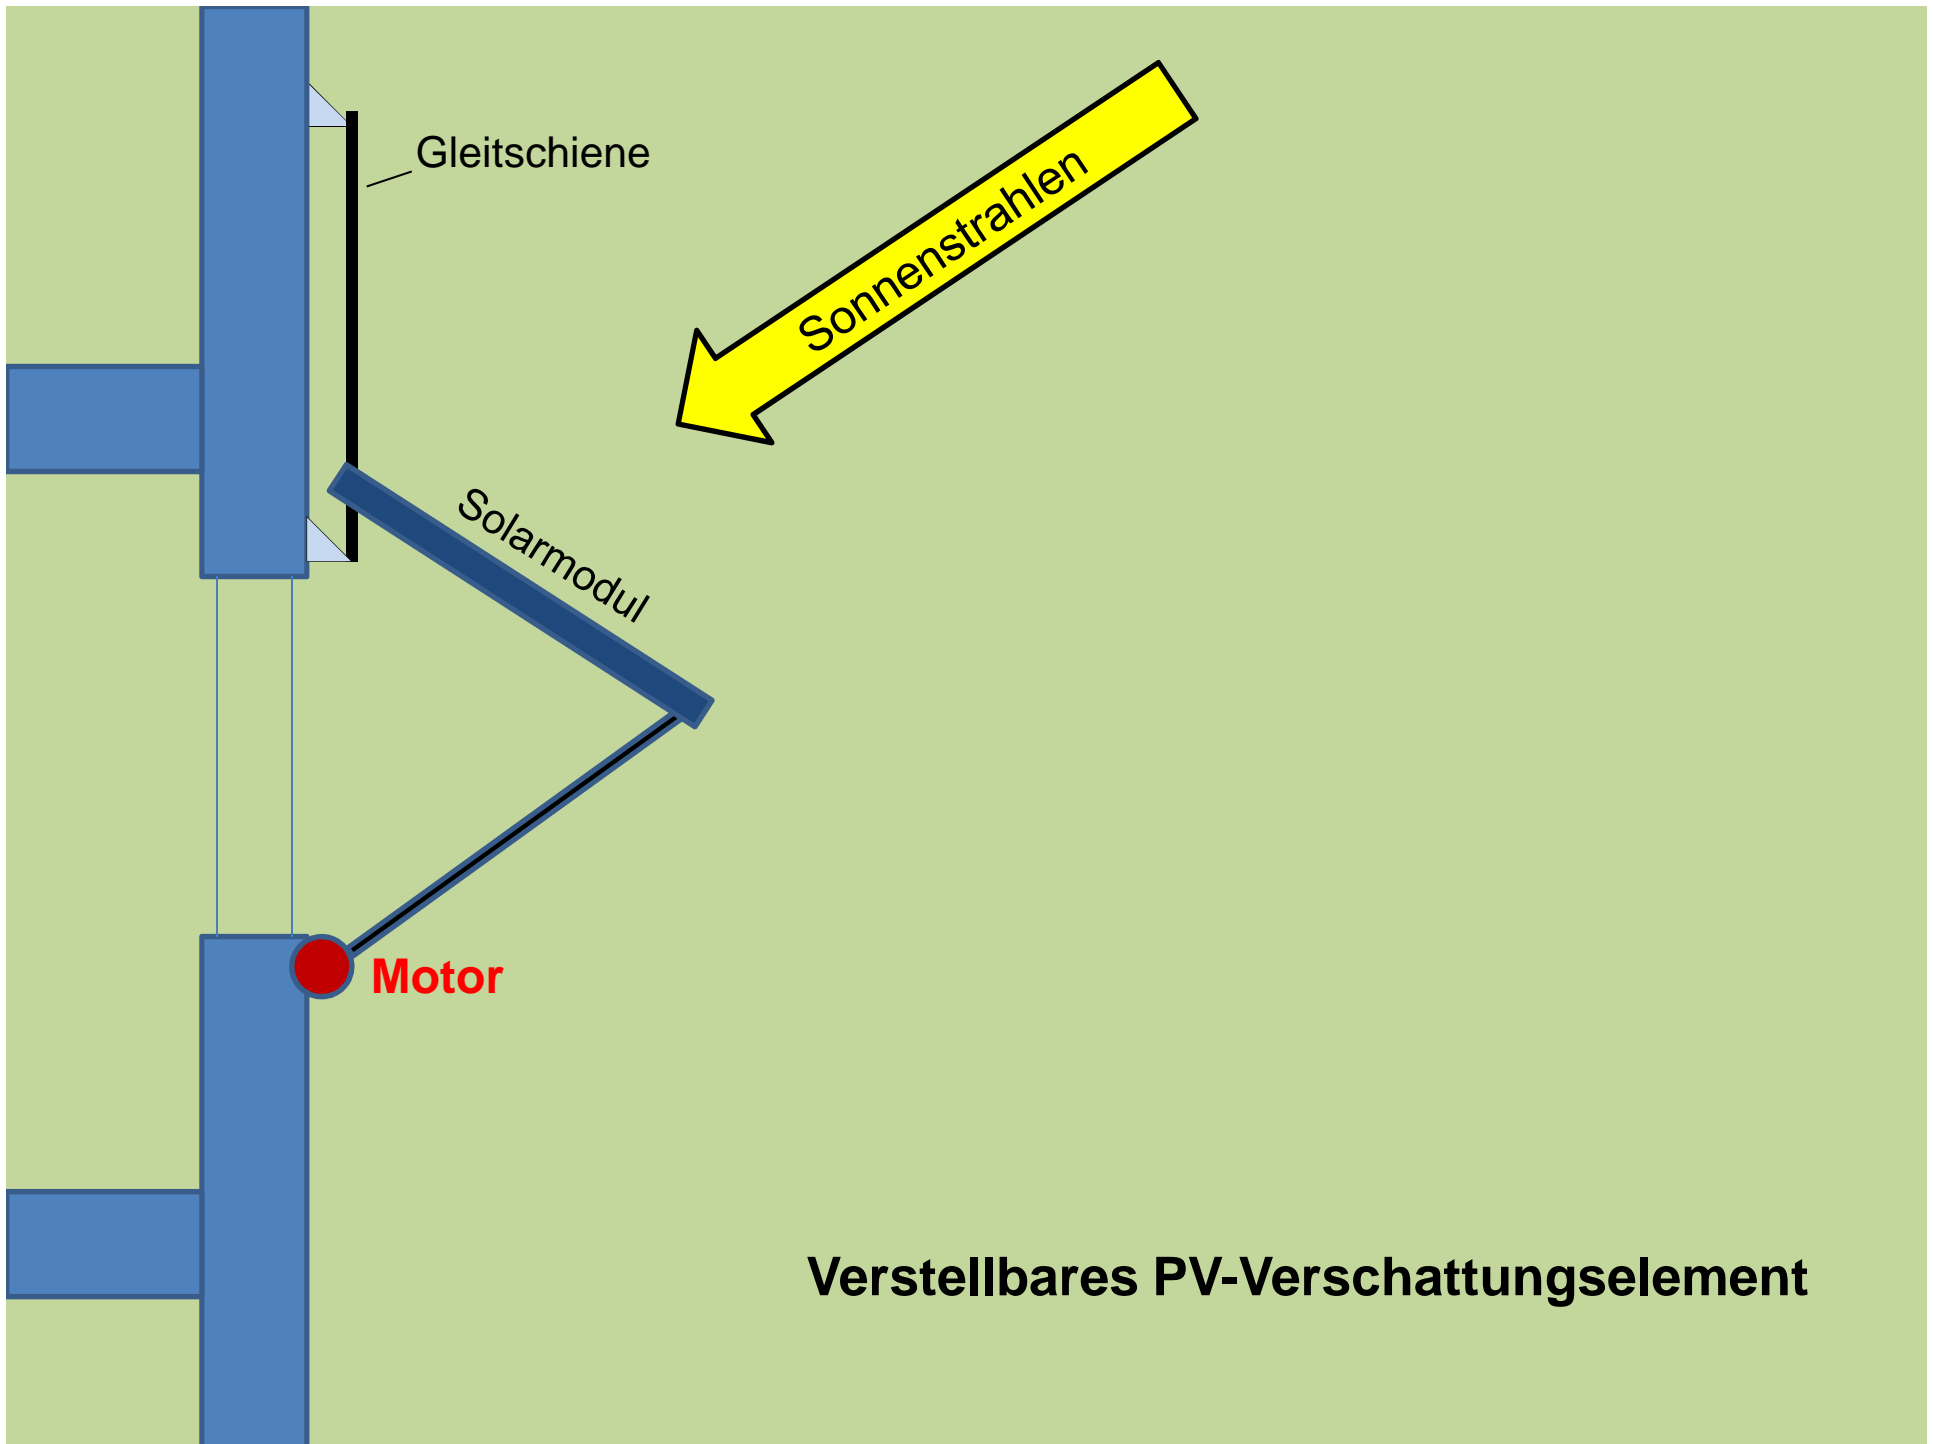 Gleitschiene
Sonnenstrahlen
Solarmodul
Motor
Verstellbares PV-Verschattungselement